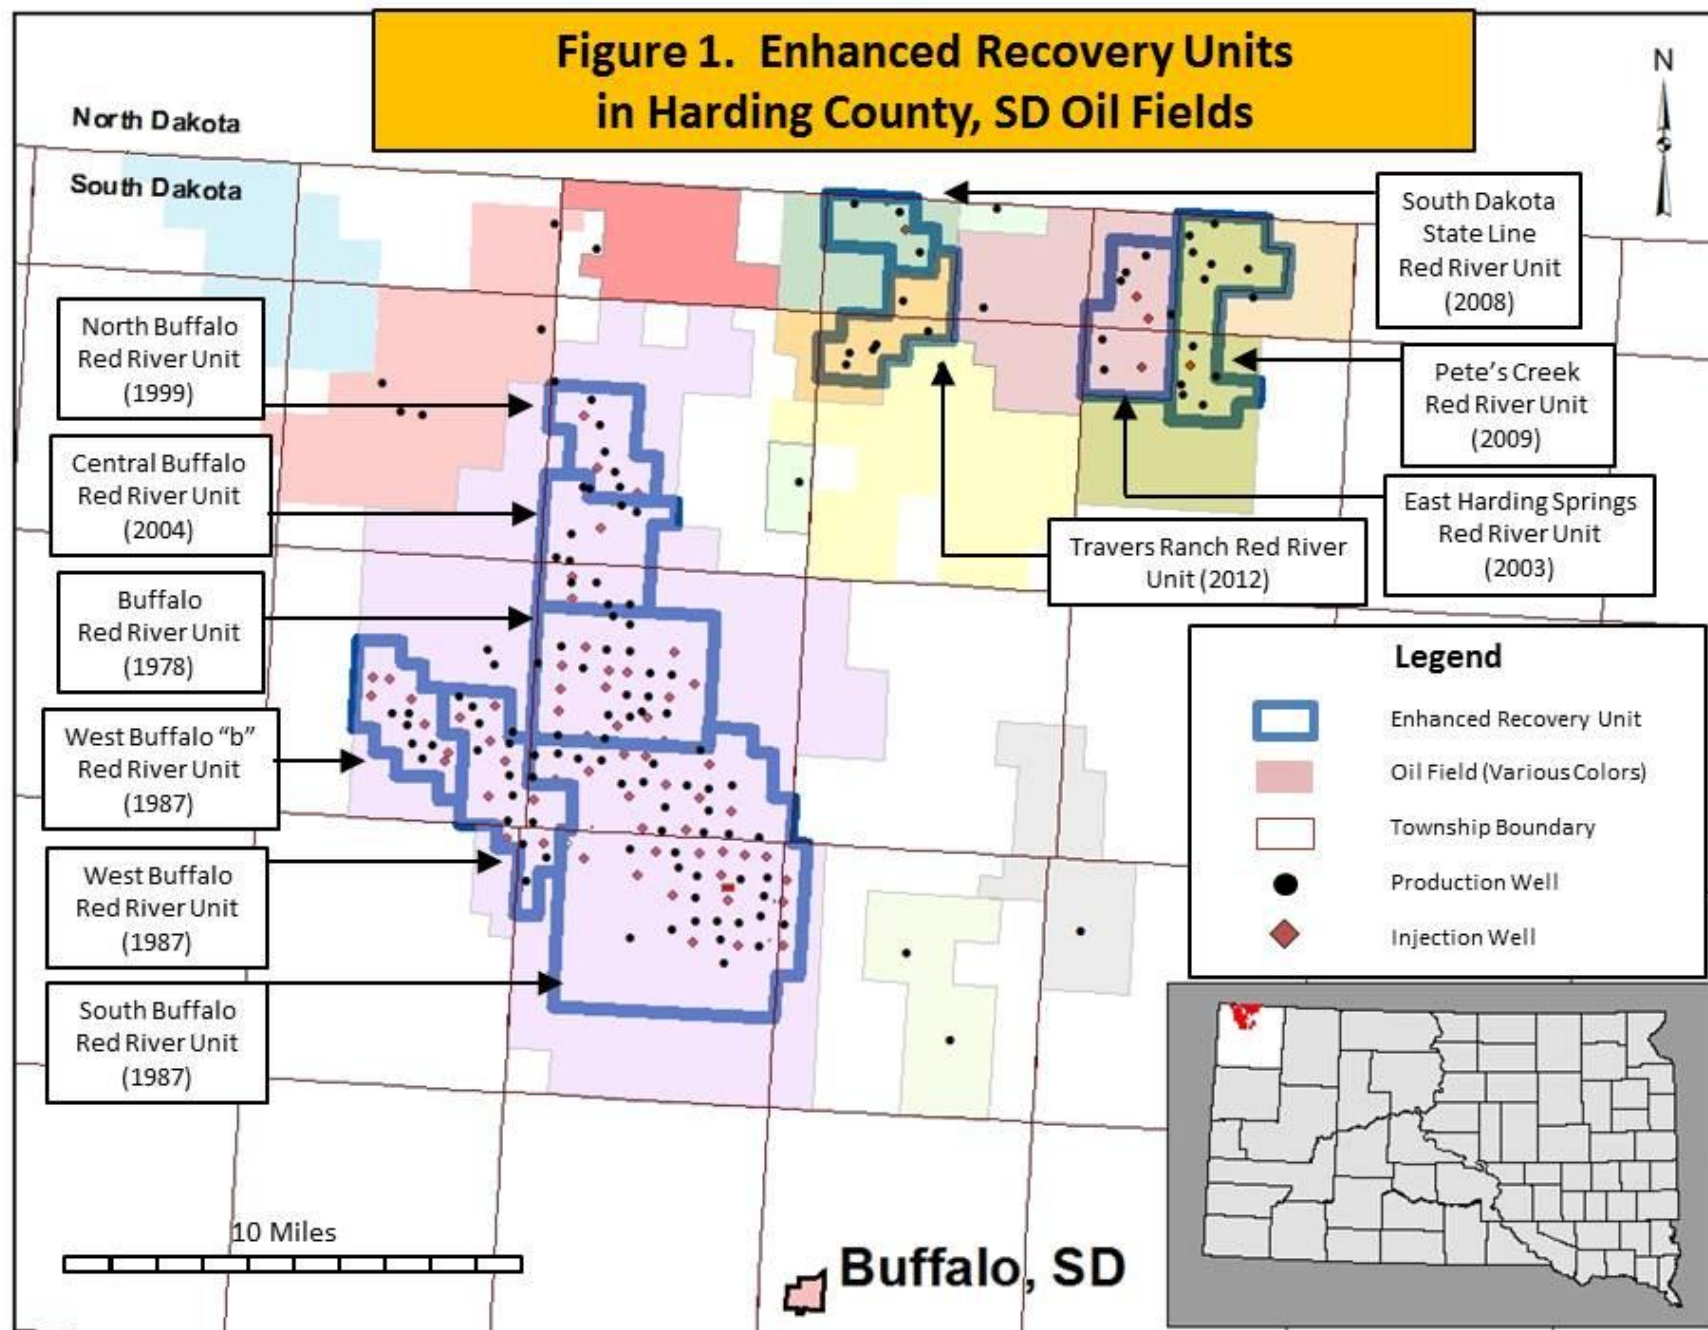 Figure 1. Enhanced Recovery Units
in Harding County, SD Oil Fields
N
North Dakota
South Dakota
South Dakota
State Line
Red River Unit
(2008)
North Buffalo
Red River Unit
(1999)
Pete's Creek
Red River Unit
(2009)
Central Buffalo
Red River Unit
(2004)
East Harding Springs
Red River Unit
(2003)
Travers Ranch Red River
Unit (2012)
Buffalo
Red River Unit
(1978)
West Buffalo “b”
Red River Unit
(1987)
West Buffalo
Red River Unit
(1987)
South Buffalo
Red River Unit
(1987)
Legend
Enhanced Recovery Unit
Oil Field (Various Colors)
Township Boundary
Production Well
Injection Well
10 Miles
Buffalo, SD